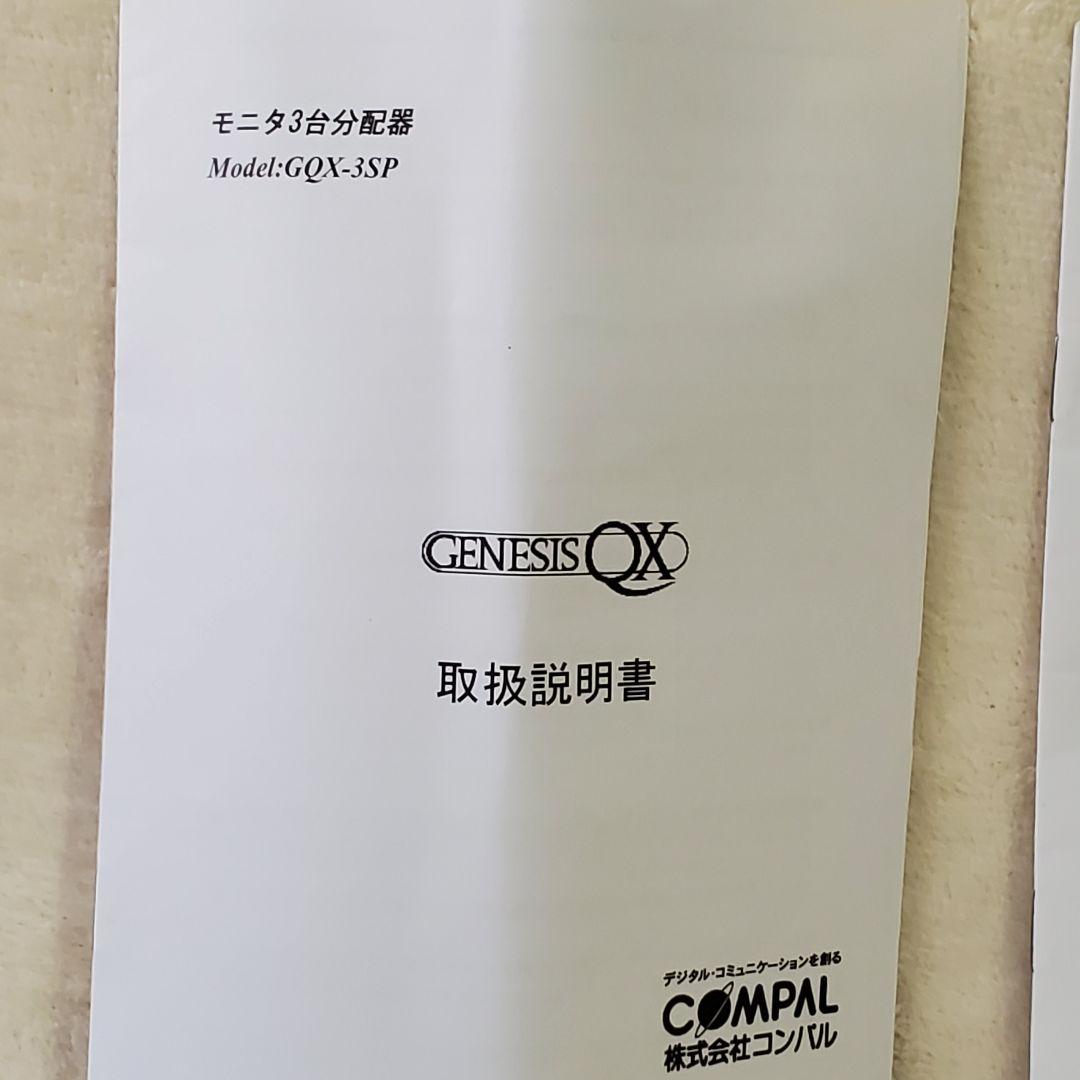 モニタ3台分配器
Model:GQX-3SP
GENESIS QX
取扱説明書
デジタル・コミュニケーションを創る
COMPAL
株式会社コンパル